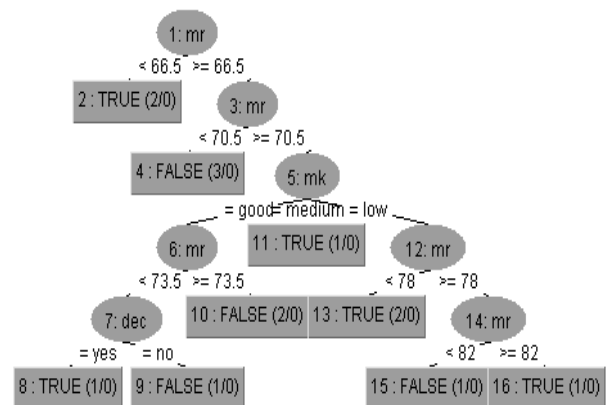 1: mr
< 66.5 >= 66.5
2 : TRUE (2/0)
3: mr
< 70.5 >= 70.5
4 : FALSE (3/0)
5: mk
= good = medium = low
6: mr
11 : TRUE (1/0)
12: mr
< 73.5 >= 73.5
< 78 >= 78
7: dec
10 : FALSE (2/0)
13 : TRUE (2/0)
14: mr
= yes = no
< 82 >= 82
8 : TRUE (1/0)
9 : FALSE (1/0)
15 : FALSE (1/0)
16 : TRUE (1/0)